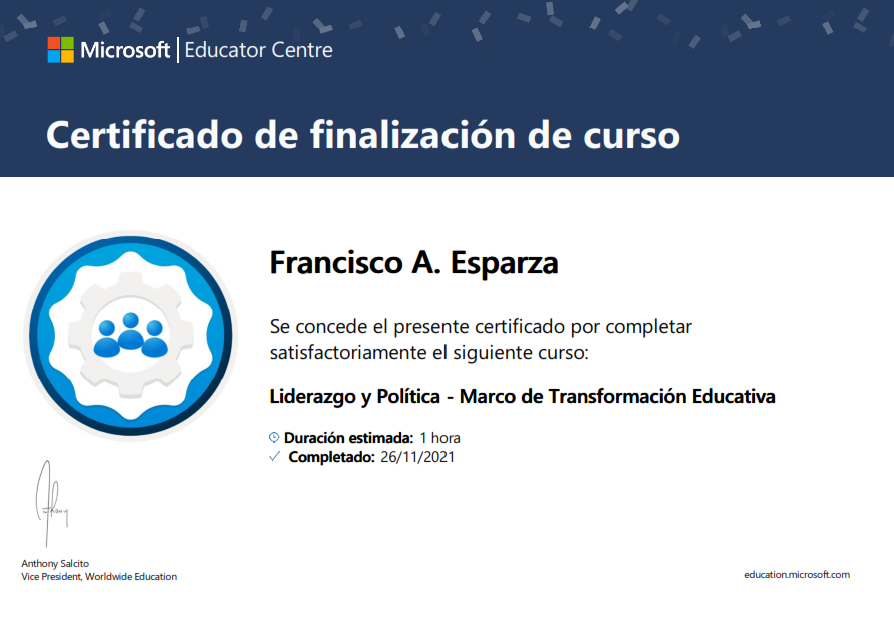 Microsoft | Educator Centre
Certificado de finalización de curso
Francisco A. Esparza
Se concede el presente certificado por completar
satisfactoriamente el siguiente curso:
Liderazgo y Política - Marco de Transformación Educativa
Duración estimada: 1 hora
Completado: 26/11/2021
Anthony
Anthony Salcito
Vice President, Worldwide Education
education.microsoft.com